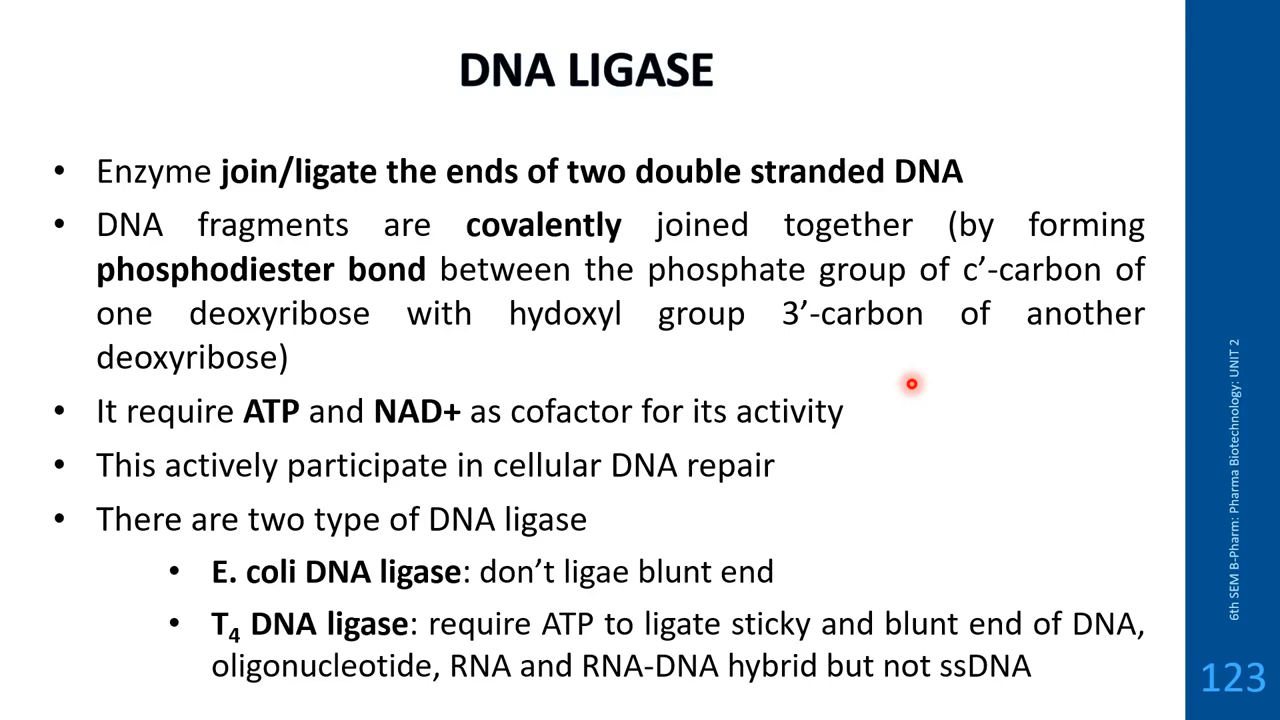 DNA LIGASE
• Enzyme join/ligate the ends of two double stranded DNA
• DNA fragments are covalently joined together (by forming
phosphodiester bond between the phosphate group of c’-carbon of
one deoxyribose with hydoxyl group 3’-carbon of another
deoxyribose)
• It require ATP and NAD+ as cofactor for its activity
• This actively participate in cellular DNA repair
• There are two type of DNA ligase
• E. coli DNA ligase: don’t ligae blunt end
• T4 DNA ligase: require ATP to ligate sticky and blunt end of DNA,
oligonucleotide, RNA and RNA-DNA hybrid but not ssDNA
6th SEM B-Pharm: Pharma Biotechnology: UNIT 2
123